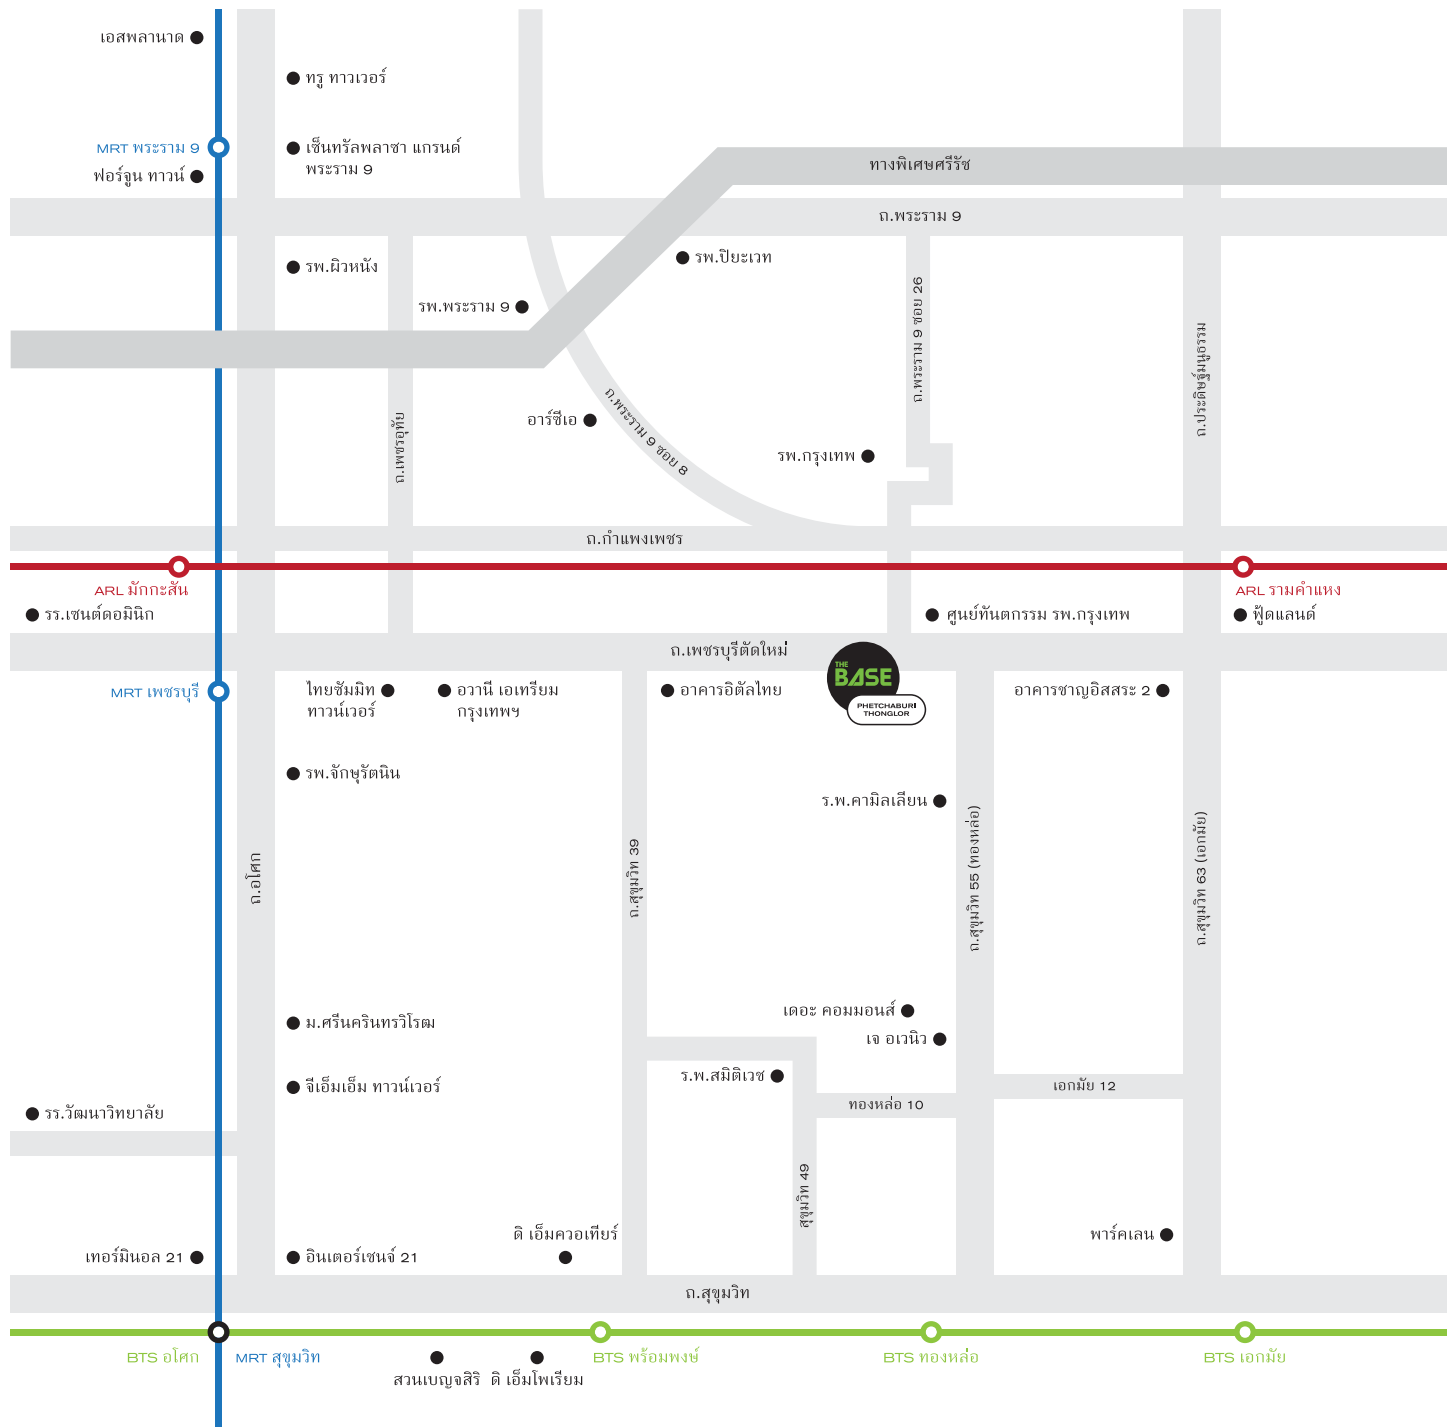 เอสพลานาด
ทรู ทาวเวอร์
MRT พระราม 9
เซ็นทรัลพลาซา แกรนด์
พระราม 9
ฟอร์จูน ทาวน์
ทางพิเศษศรีรัช
ถ.พระราม 9
รพ.ผิวหนัง
รพ.ปิยะเวท
รพ.พระราม 9
ถ.พระราม 9 ซอย 26
ถ.ประดิษฐ์มนูธรรม
ถ.เพชรอุทัย
อาร์ซีเอ
ถ.พระราม 9 ซอย 8
รพ.กรุงเทพ
ถ.กำแพงเพชร
ARL มักกะสัน
ARL รามคำแหง
รร.เซนต์ดอมินิก
ศูนย์ทันตกรรม รพ.กรุงเทพ
ฟู้ดแลนด์
ถ.เพชรบุรีตัดใหม่
THE
BASE
PHETCHABURI
THONGLOR
MRT เพชรบุรี
ไทยซัมมิท
ทาวน์เวอร์
อวานี เอเทรียม
กรุงเทพฯ
อาคารอิตัลไทย
อาคารชาญอิสสระ 2
รพ.จักษุรัตนิน
ร.พ.คามิลเลียน
ถ.อโศก
ถ.สุขุมวิท 39
ถ.สุขุมวิท 55 (ทองหล่อ)
ถ.สุขุมวิท 63 (เอกมัย)
เดอะ คอมมอนส์
ม.ศรีนครินทรวิโรฒ
เจ อเวนิว
ร.พ.สมิติเวช
จีเอ็มเอ็ม ทาวน์เวอร์
เอกมัย 12
ทองหล่อ 10
รร.วัฒนาวิทยาลัย
สุขุมวิท 49
ดิ เอ็มควอเทียร์
พาร์คเลน
เทอร์มินอล 21
อินเตอร์เซนจ์ 21
ถ.สุขุมวิท
BTS อโศก
MRT สุขุมวิท
BTS พร้อมพงษ์
BTS ทองหล่อ
BTS เอกมัย
สวนเบญจสิริ
ดิ เอ็มโพเรียม